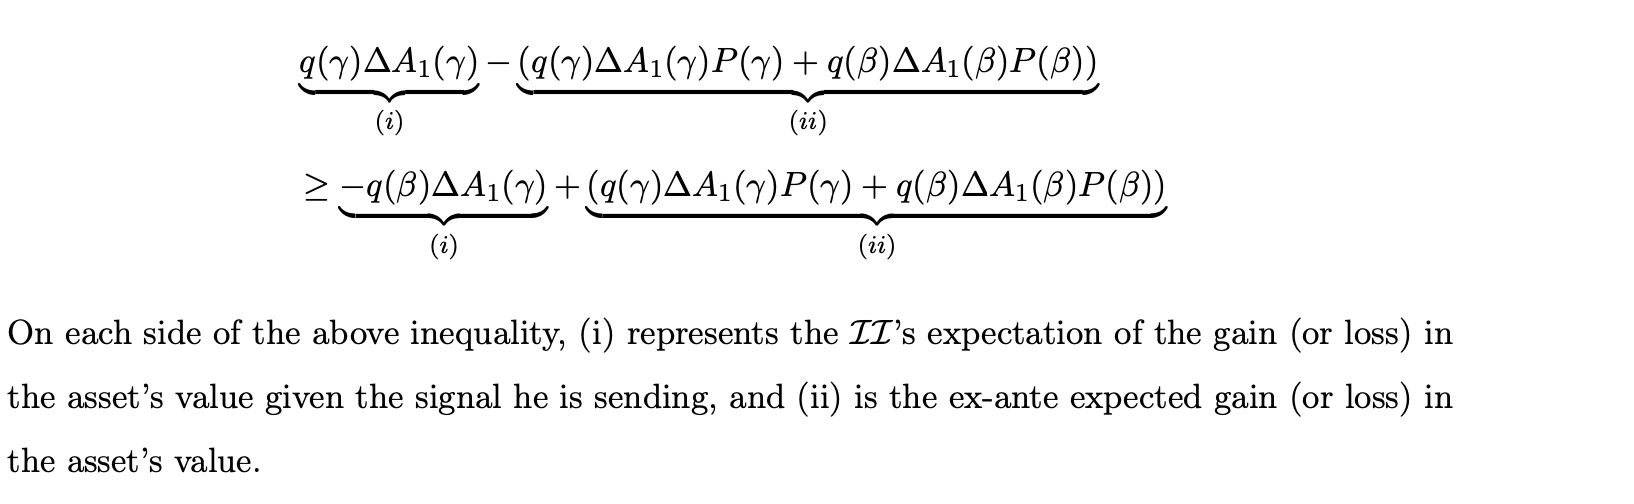 q(γ)ΔA₁(γ) − (q(γ)ΔA₁(γ)P(γ) + q(β)ΔA₁(β)P(β))
(i) (ii)
≥ −q(β)ΔA₁(γ) + (q(γ)ΔA₁(γ)P(γ) + q(β)ΔA₁(β)P(β))
(i) (ii)
On each side of the above inequality, (i) represents the ℐℐ's expectation of the gain (or loss) in
the asset's value given the signal he is sending, and (ii) is the ex-ante expected gain (or loss) in
the asset's value.